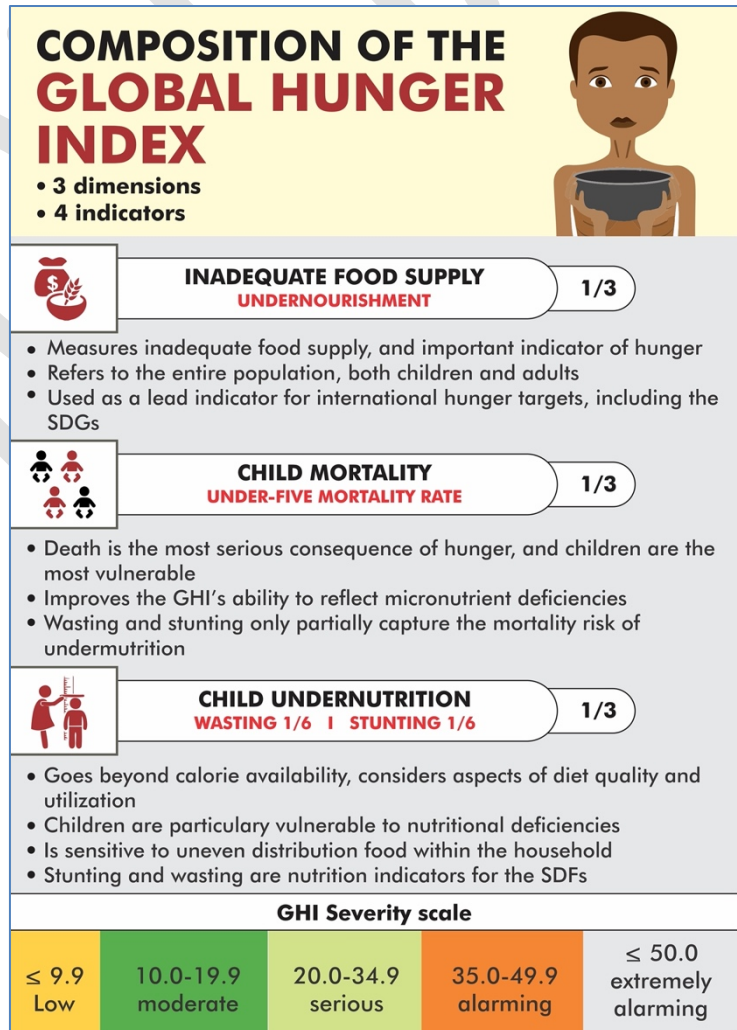 COMPOSITION OF THE
GLOBAL HUNGER
INDEX
• 3 dimensions
• 4 indicators
$
INADEQUATE FOOD SUPPLY
UNDERNOURISHMENT
1/3
• Measures inadequate food supply, and important indicator of hunger
• Refers to the entire population, both children and adults
• Used as a lead indicator for international hunger targets, including the
SDGs
CHILD MORTALITY
UNDER-FIVE MORTALITY RATE
1/3
• Death is the most serious consequence of hunger, and children are the
most vulnerable
• Improves the GHI's ability to reflect micronutrient deficiencies
• Wasting and stunting only partially capture the mortality risk of
undermutrition
CHILD UNDERNUTRITION
WASTING 1/6 I STUNTING 1/6
1/3
• Goes beyond calorie availability, considers aspects of diet quality and
utilization
• Children are particulary vulnerable to nutritional deficiencies
• Is sensitive to uneven distribution food within the household
• Stunting and wasting are nutrition indicators for the SDFs
GHI Severity scale
≤ 9.9
Low
10.0-19.9
moderate
20.0-34.9
serious
35.0-49.9
alarming
≤ 50.0
extremely
alarming